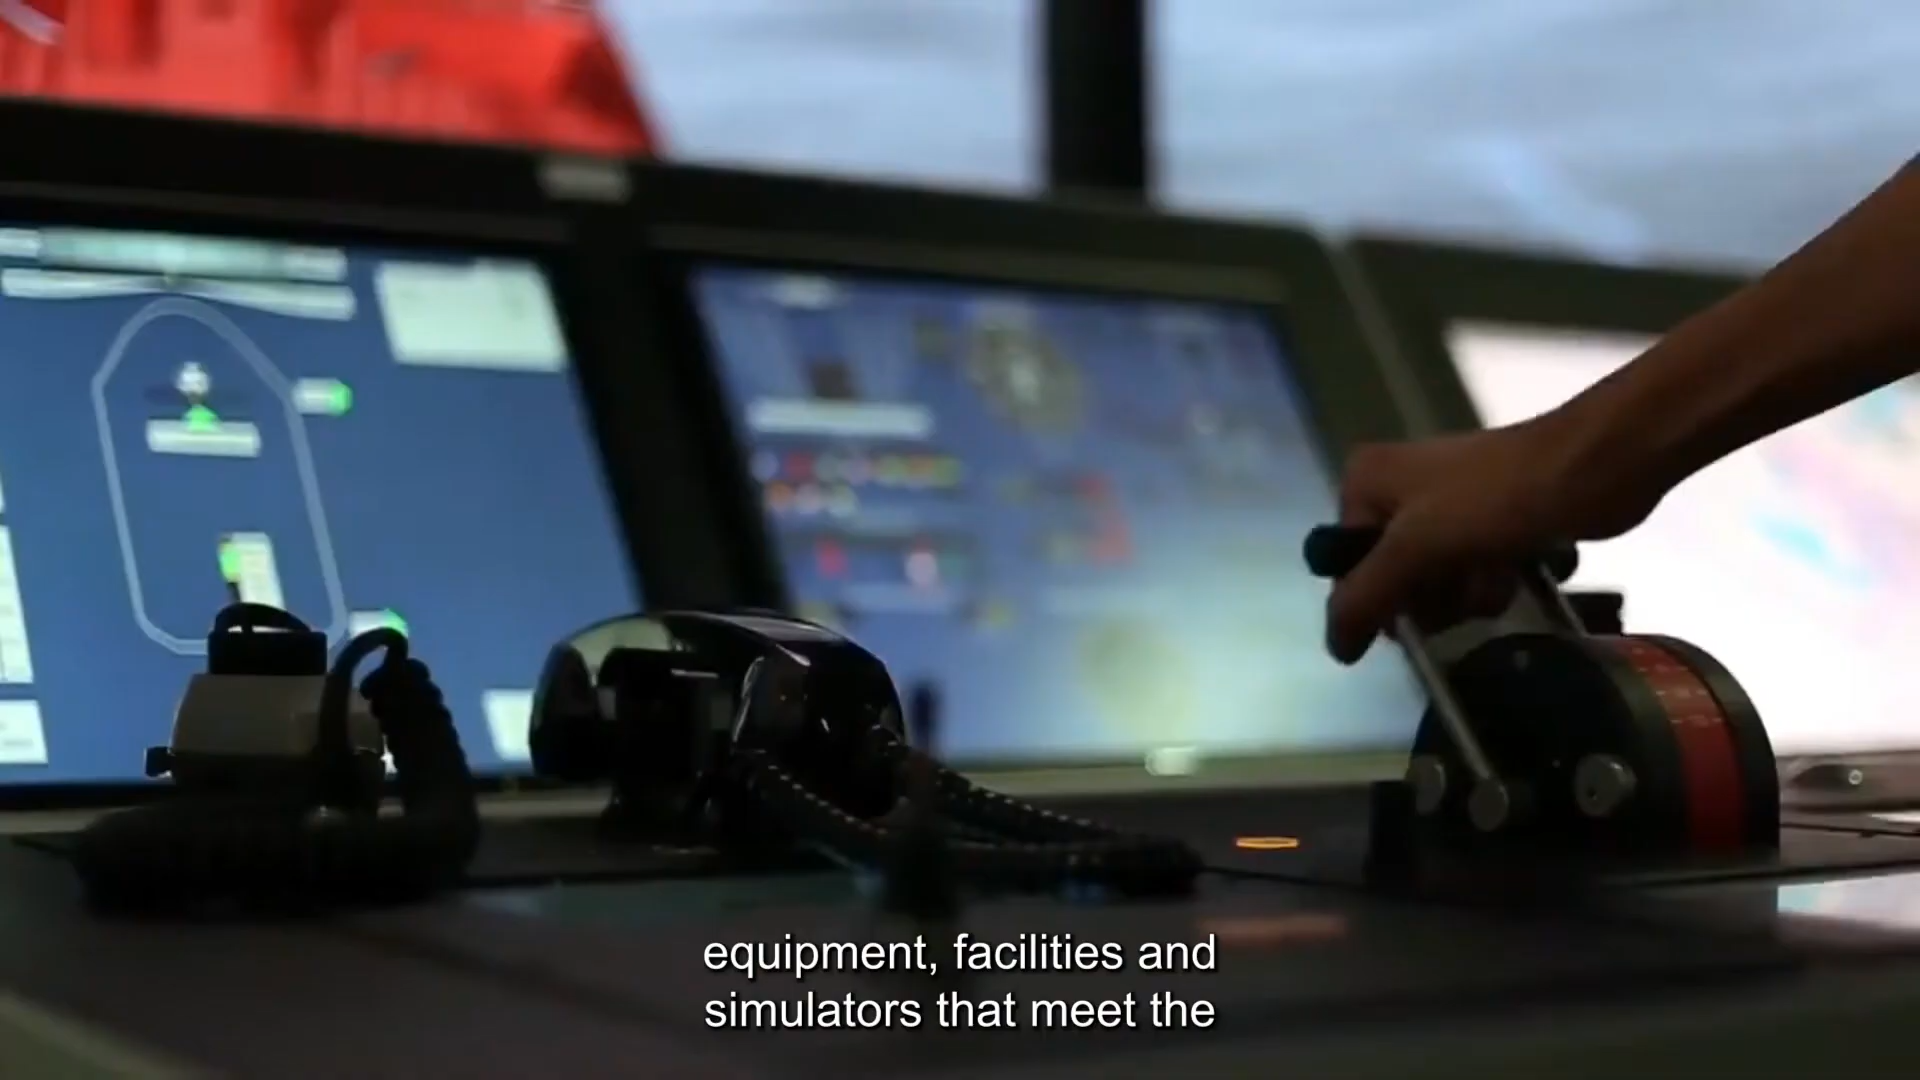 equipment, facilities and
simulators that meet the